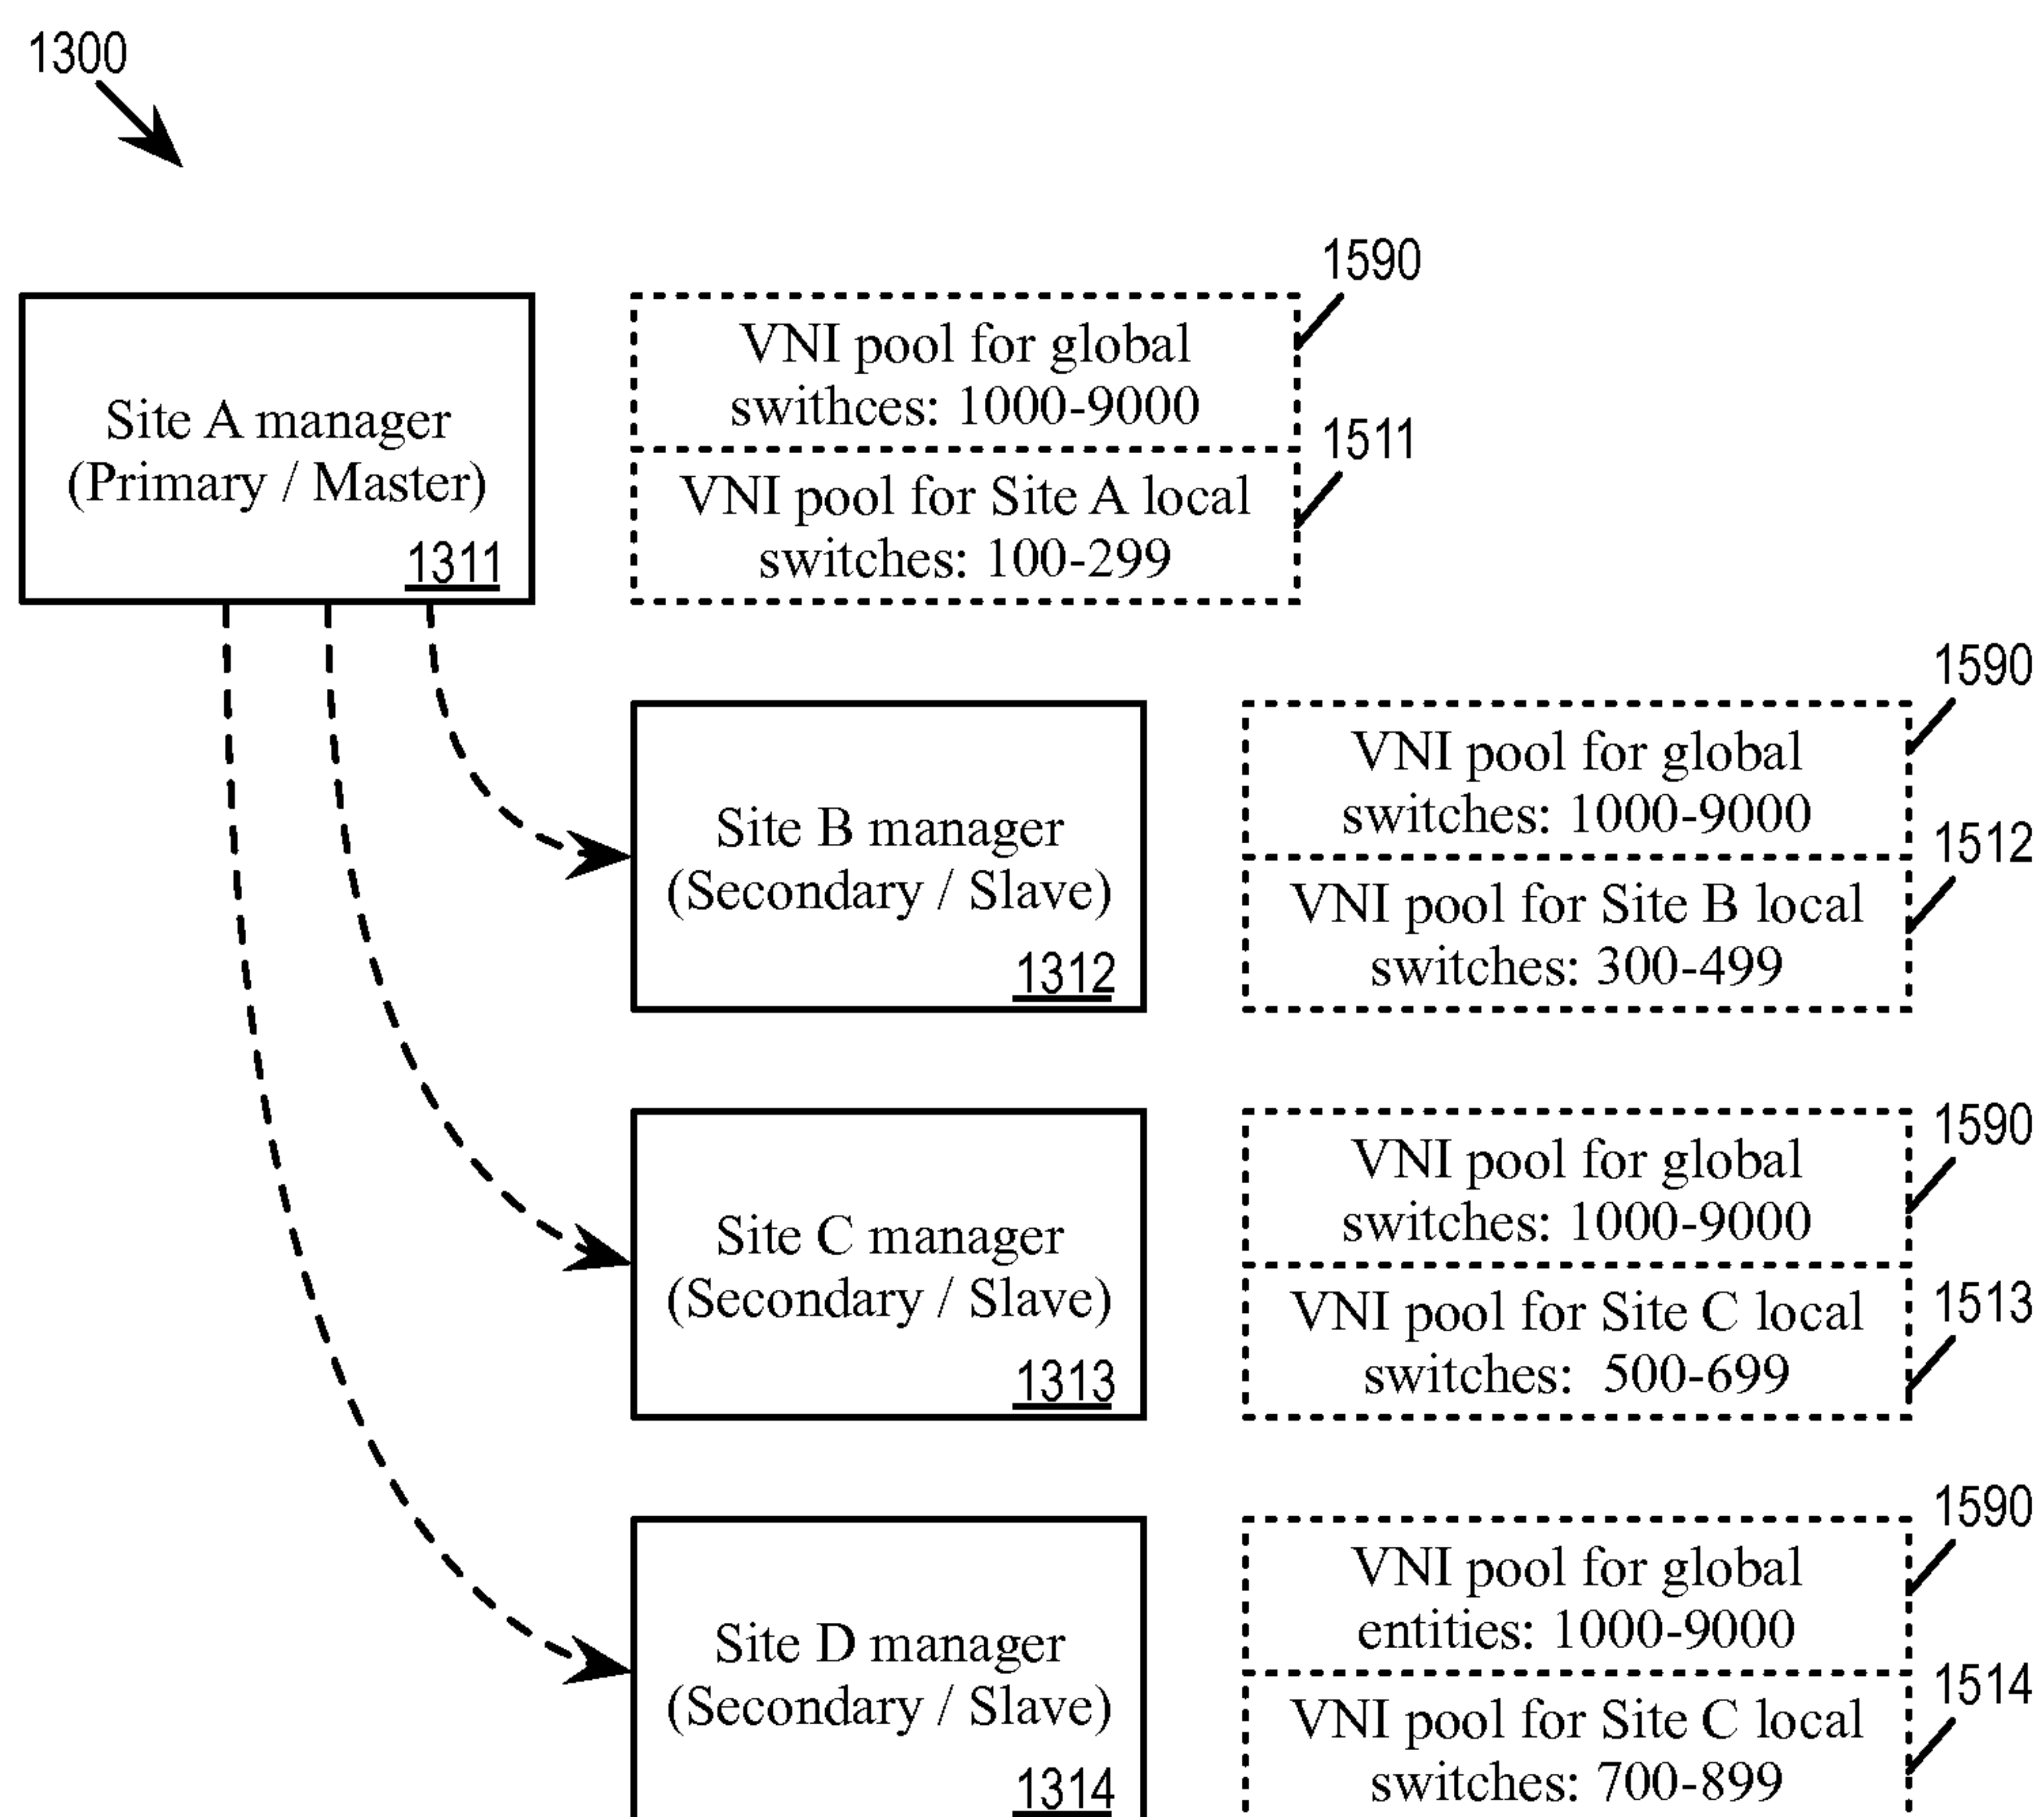 1300
1590
VNI pool for global
swithces: 1000-9000
Site A manager
(Primary / Master)
1311
1511
VNI pool for Site A local
switches: 100-299
1590
VNI pool for global
switches: 1000-9000
Site B manager
(Secondary / Slave)
1312
1512
VNI pool for Site B local
switches: 300-499
1590
VNI pool for global
switches: 1000-9000
Site C manager
(Secondary / Slave)
1313
1513
VNI pool for Site C local
switches: 500-699
1590
VNI pool for global
entities: 1000-9000
Site D manager
(Secondary / Slave)
1314
1514
VNI pool for Site C local
switches: 700-899